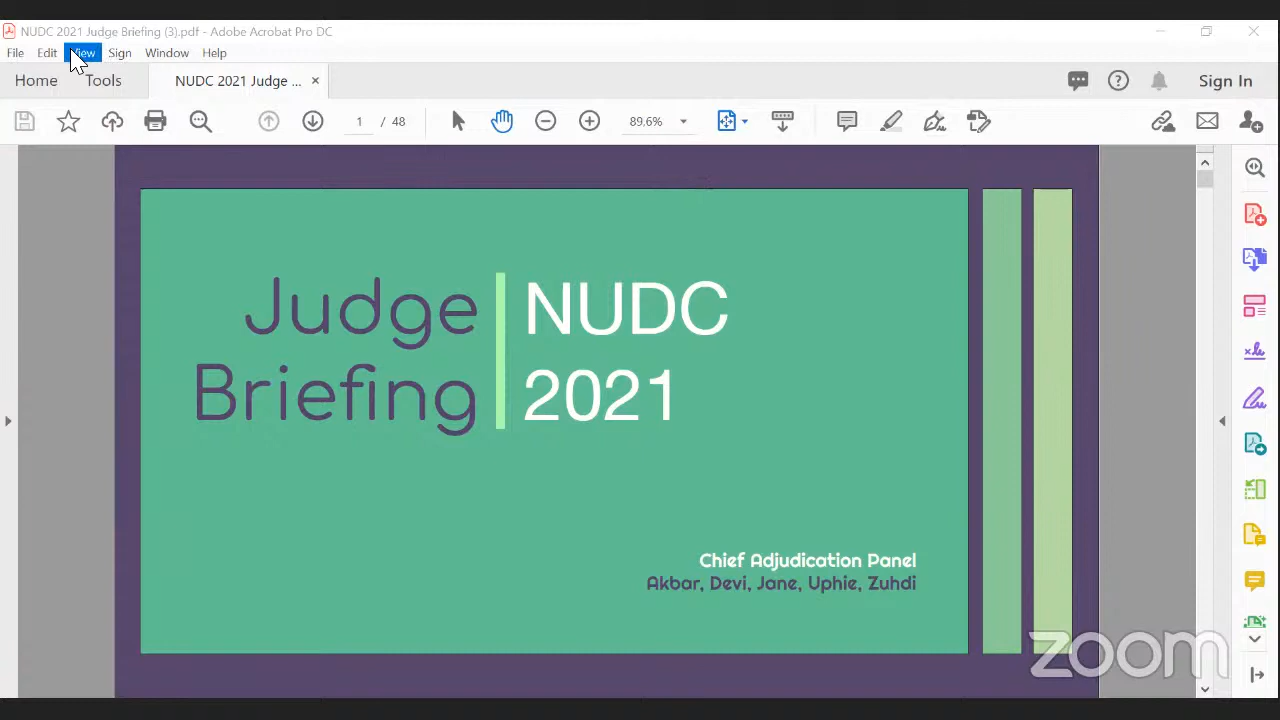 NUDC 2021 Judge Briefing (3).pdf - Adobe Acrobat Pro DC
File Edit View Sign Window Help
Home Tools NUDC 2021 Judge ... × Sign In
1 / 48 89.6%
Judge NUDC
Briefing 2021
Chief Adjudication Panel
Akbar, Devi, Jane, Uphie, Zuhdi
zoom